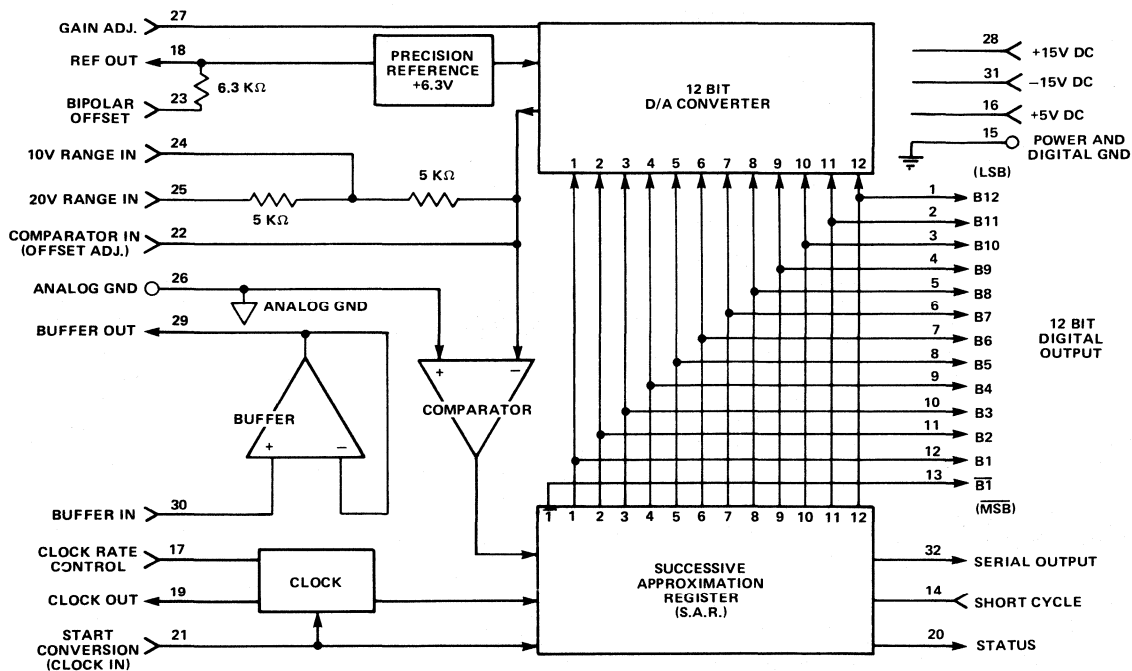 GAIN ADJ. 27
REF OUT 18
6.3 KΩ
BIPOLAR
OFFSET 23
10V RANGE IN 24
20V RANGE IN 25
5 KΩ
5 KΩ
COMPARATOR IN
(OFFSET ADJ.) 22
ANALOG GND 26
ANALOG GND
BUFFER OUT 29
BUFFER
+ −
BUFFER IN 30
CLOCK RATE
CONTROL 17
CLOCK OUT 19
START
CONVERSION
(CLOCK IN) 21
PRECISION
REFERENCE
+6.3V
12 BIT
D/A CONVERTER
1 2 3 4 5 6 7 8 9 10 11 12
+ −
COMPARATOR
CLOCK
1̅ 1 2 3 4 5 6 7 8 9 10 11 12
SUCCESSIVE
APPROXIMATION
REGISTER
(S.A.R.)
28 +15V DC
31 −15V DC
16 +5V DC
15 POWER AND
DIGITAL GND
(LSB)
1 B12
2 B11
3 B10
4 B9
5 B8
6 B7
7 B6
8 B5
9 B4
10 B3
11 B2
12 B1
13 B̅1̅
(M̅S̅B̅)
12 BIT
DIGITAL
OUTPUT
32 SERIAL OUTPUT
14 SHORT CYCLE
20 STATUS